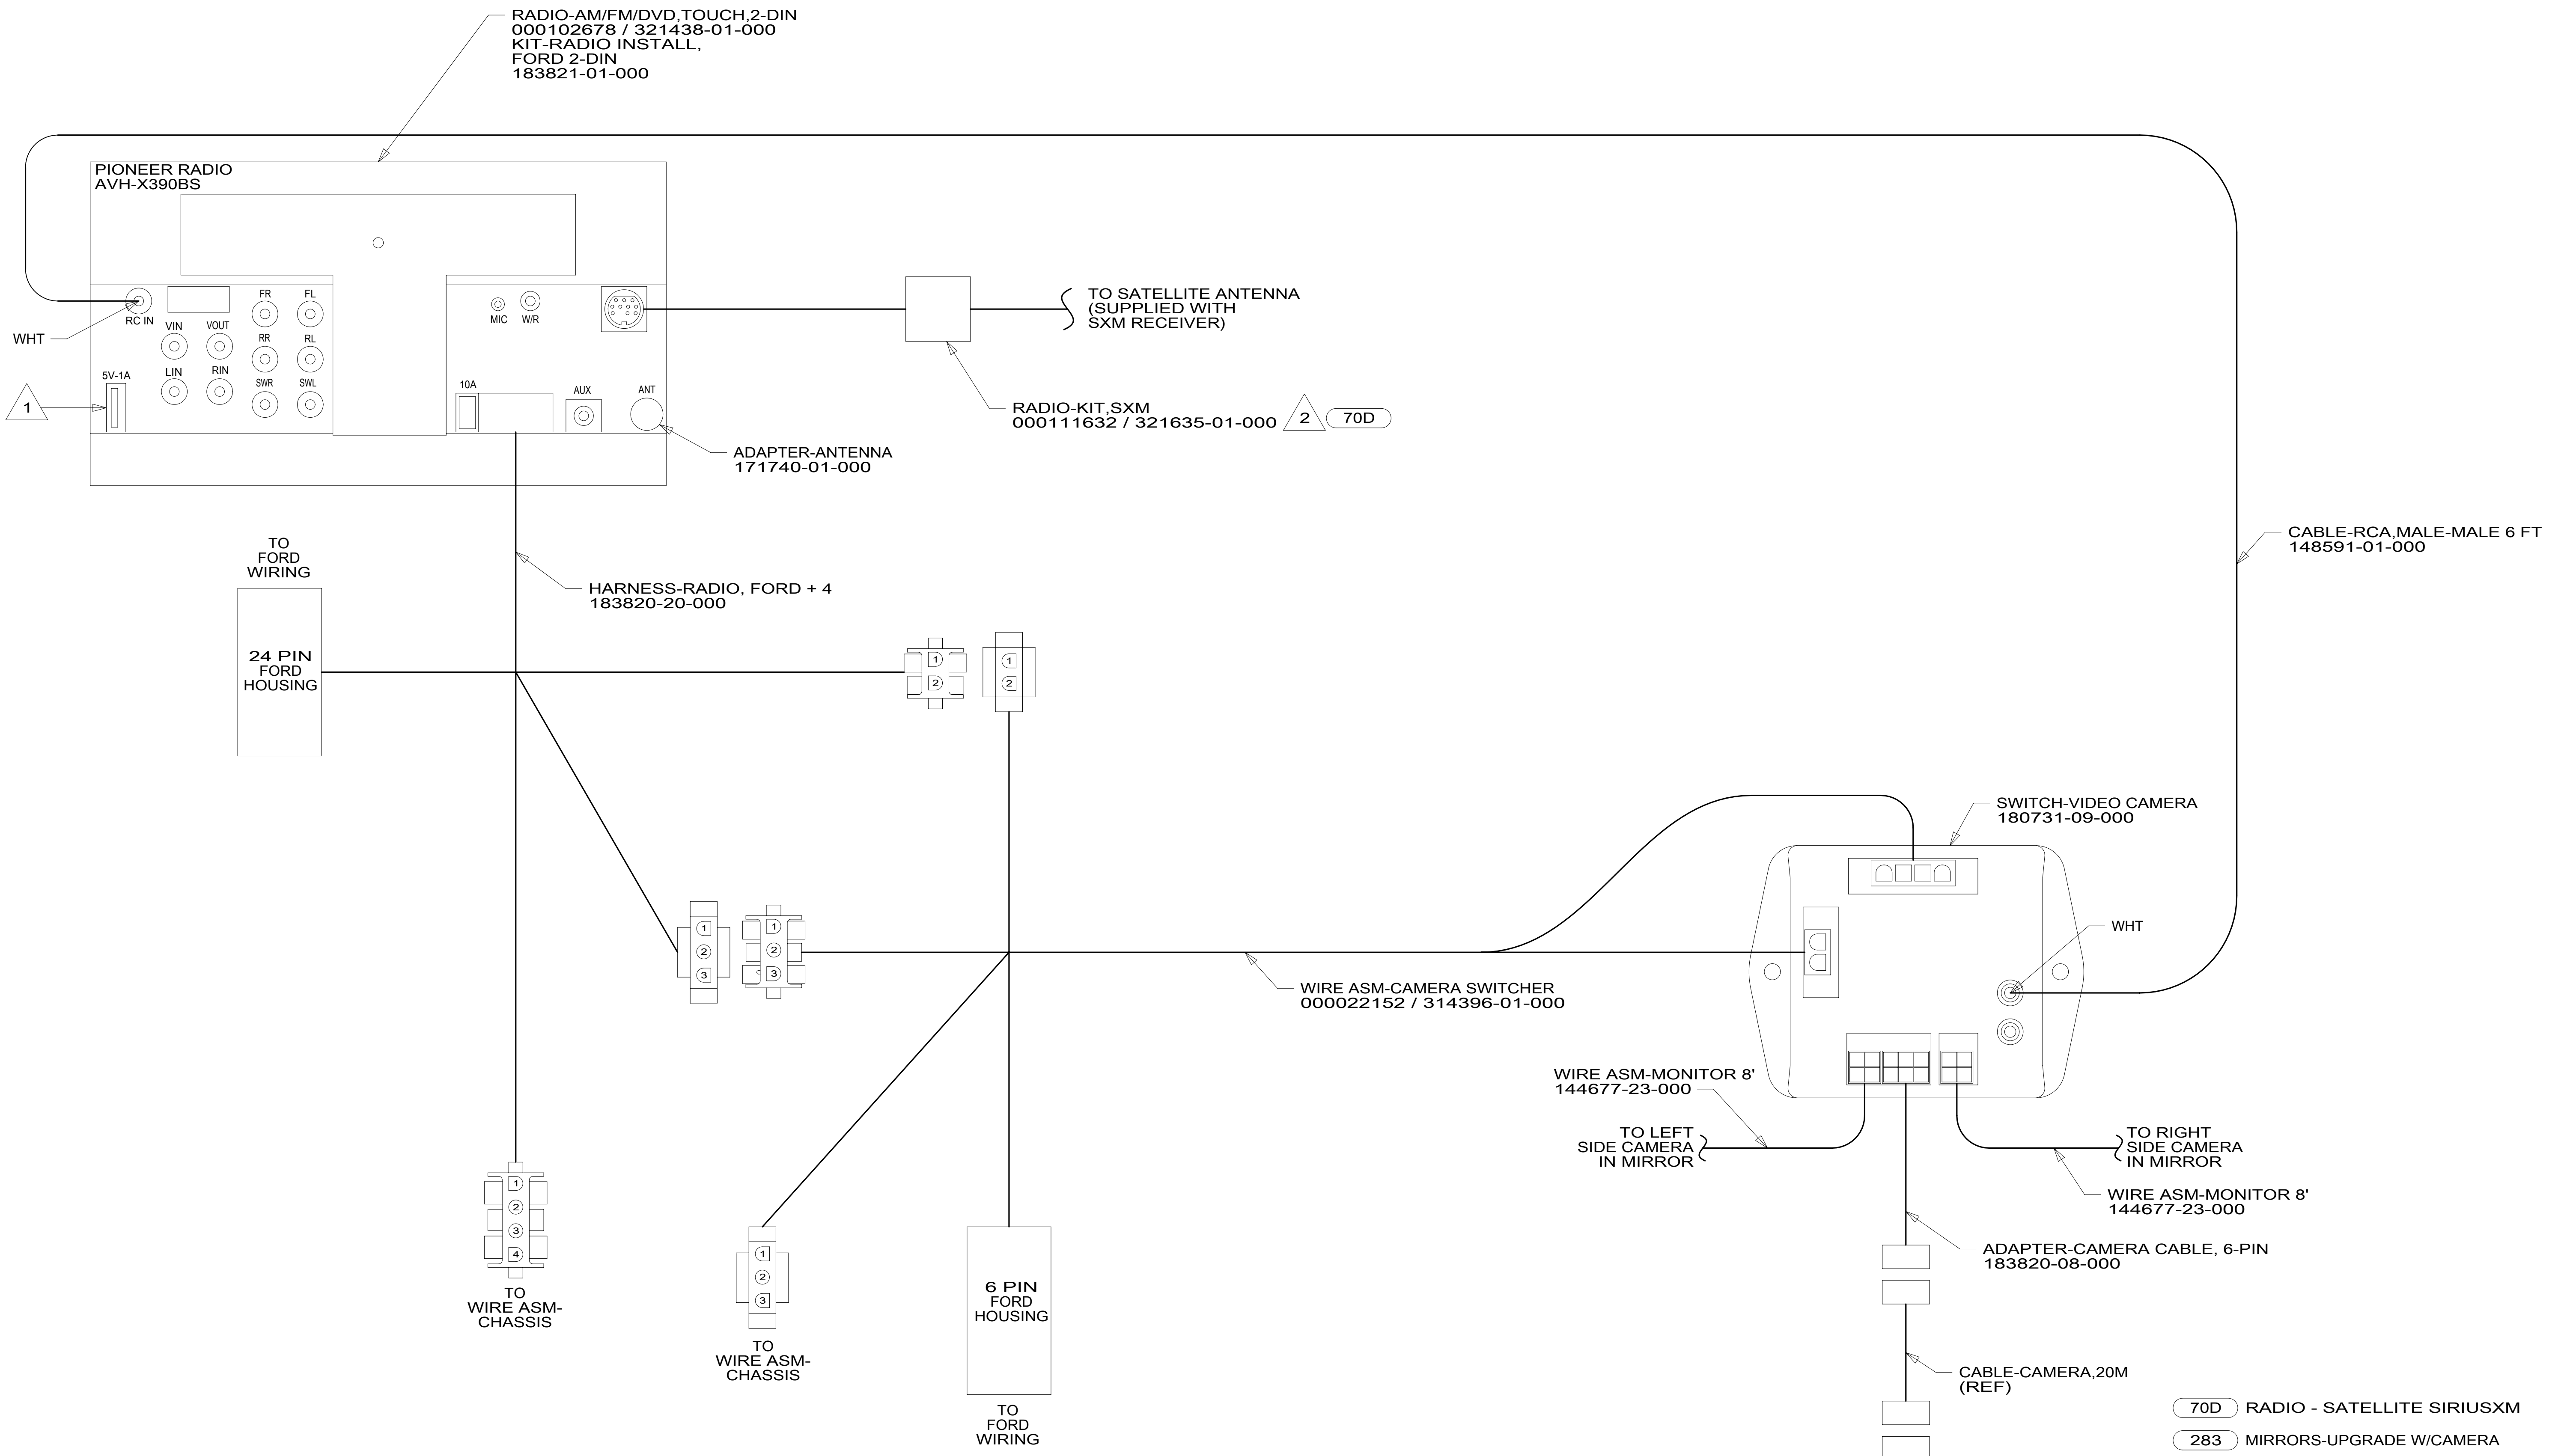 RADIO-AM/FM/DVD,TOUCH,2-DIN
000102678 / 321438-01-000
KIT-RADIO INSTALL,
FORD 2-DIN
183821-01-000
PIONEER RADIO
AVH-X390BS
RC IN
WHT
VIN
VOUT
FR
FL
RR
RL
LIN
RIN
SWR
SWL
5V-1A
1
MIC
W/R
10A
AUX
ANT
TO SATELLITE ANTENNA
(SUPPLIED WITH
SXM RECEIVER)
RADIO-KIT,SXM
000111632 / 321635-01-000
2
70D
ADAPTER-ANTENNA
171740-01-000
CABLE-RCA,MALE-MALE 6 FT
148591-01-000
TO
FORD
WIRING
24 PIN
FORD
HOUSING
HARNESS-RADIO, FORD + 4
183820-20-000
1
2
1
2
SWITCH-VIDEO CAMERA
180731-09-000
WHT
1
2
3
1
2
3
WIRE ASM-CAMERA SWITCHER
000022152 / 314396-01-000
WIRE ASM-MONITOR 8'
144677-23-000
TO LEFT
SIDE CAMERA
IN MIRROR
TO RIGHT
SIDE CAMERA
IN MIRROR
WIRE ASM-MONITOR 8'
144677-23-000
ADAPTER-CAMERA CABLE, 6-PIN
183820-08-000
1
2
3
4
TO
WIRE ASM-
CHASSIS
1
2
3
TO
WIRE ASM-
CHASSIS
6 PIN
FORD
HOUSING
TO
FORD
WIRING
CABLE-CAMERA,20M
(REF)
70D RADIO - SATELLITE SIRIUSXM
283 MIRRORS-UPGRADE W/CAMERA